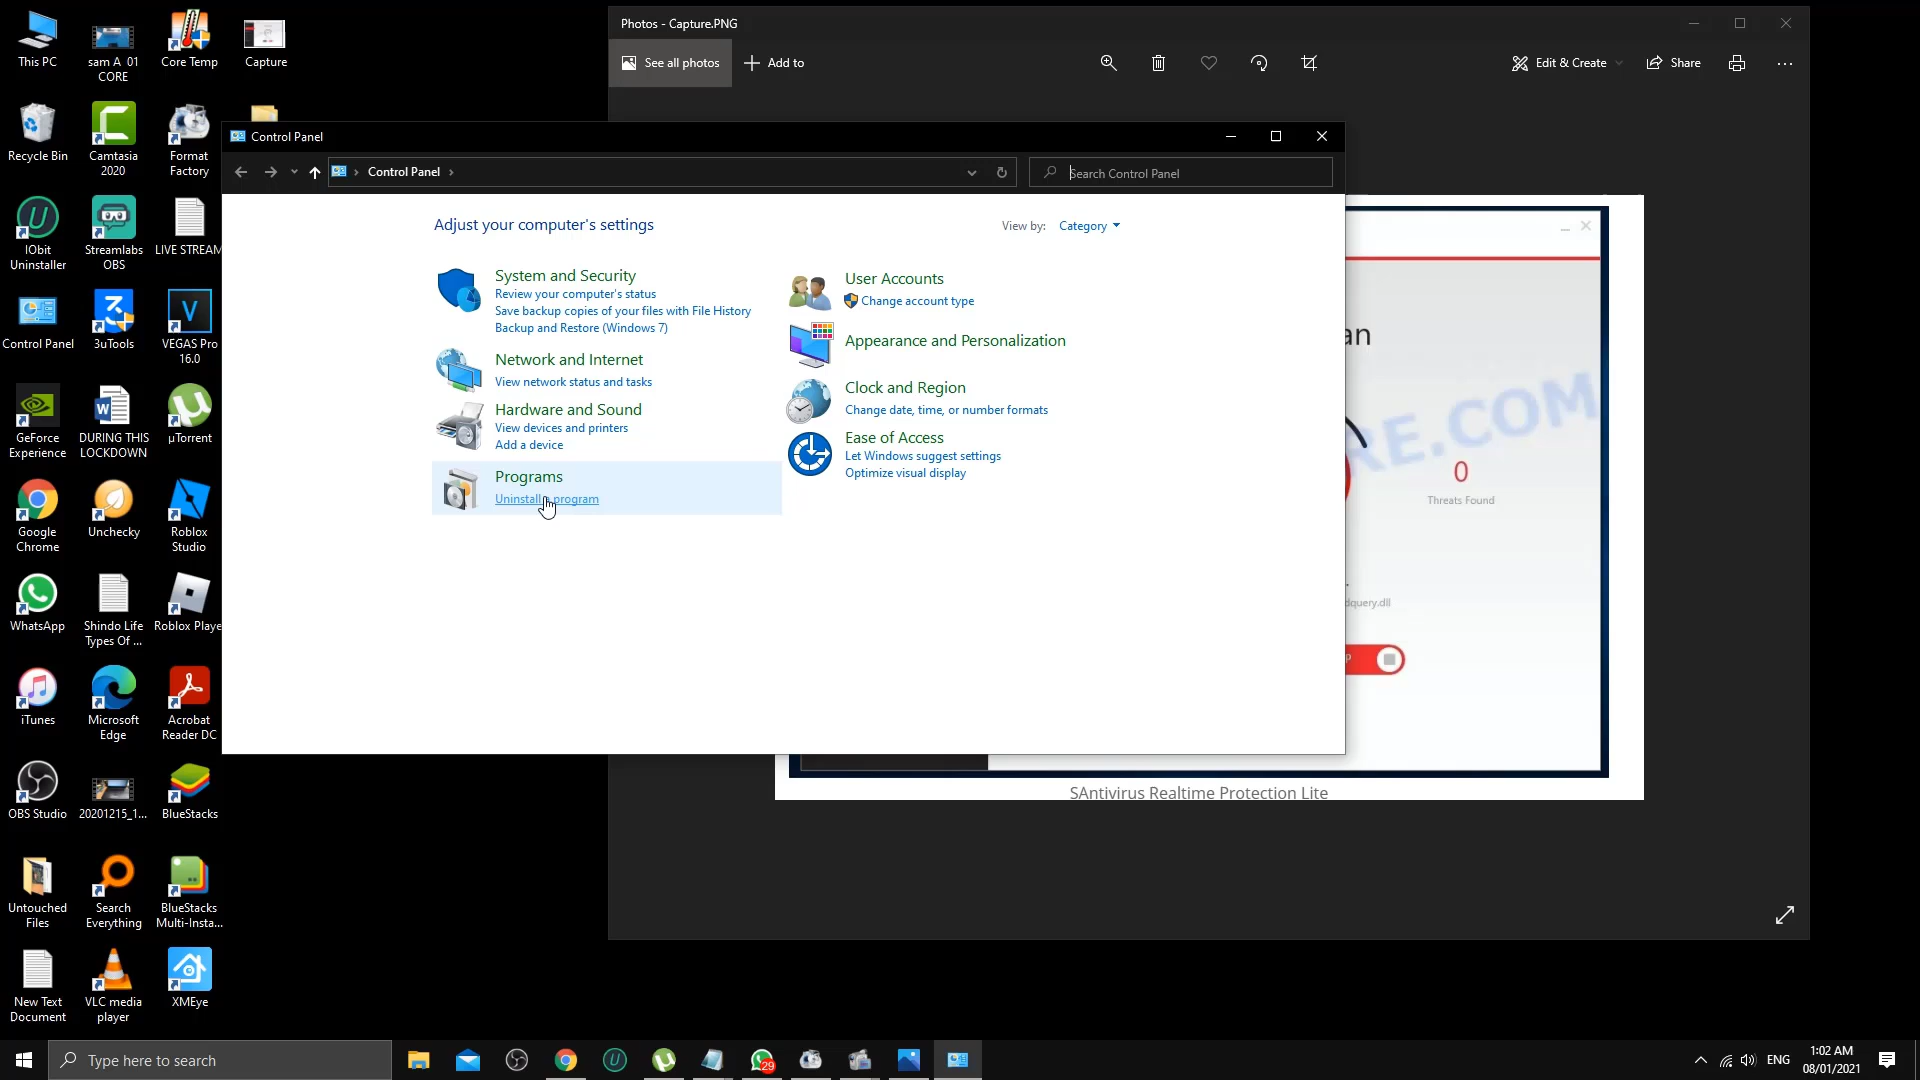 This PC
sam A 01
CORE
Core Temp
Capture
Recycle Bin
Camtasia
2020
Format
Factory
IObit
Uninstaller
Streamlabs
OBS
LIVE STREAM
Control Panel
3uTools
VEGAS Pro
16.0
GeForce
Experience
DURING THIS
LOCKDOWN
µTorrent
Google
Chrome
Unchecky
Roblox
Studio
WhatsApp
Shindo Life
Types Of ...
Roblox Playe
iTunes
Microsoft
Edge
Acrobat
Reader DC
OBS Studio
20201215_1...
BlueStacks
Untouched
Files
Search
Everything
BlueStacks
Multi-Insta...
New Text
Document
VLC media
player
XMEye
Photos - Capture.PNG
See all photos
Add to
Edit & Create
Share
Control Panel
Control Panel
Search Control Panel
Adjust your computer's settings
View by: Category
System and Security
Review your computer's status
Save backup copies of your files with File History
Backup and Restore (Windows 7)
Network and Internet
View network status and tasks
Hardware and Sound
View devices and printers
Add a device
Programs
Uninstall program
User Accounts
Change account type
Appearance and Personalization
Clock and Region
Change date, time, or number formats
Ease of Access
Let Windows suggest settings
Optimize visual display
an
RE.COM
0
Threats Found
dquery.dll
P
SAntivirus Realtime Protection Lite
Type here to search
29
ENG
1:02 AM
08/01/2021